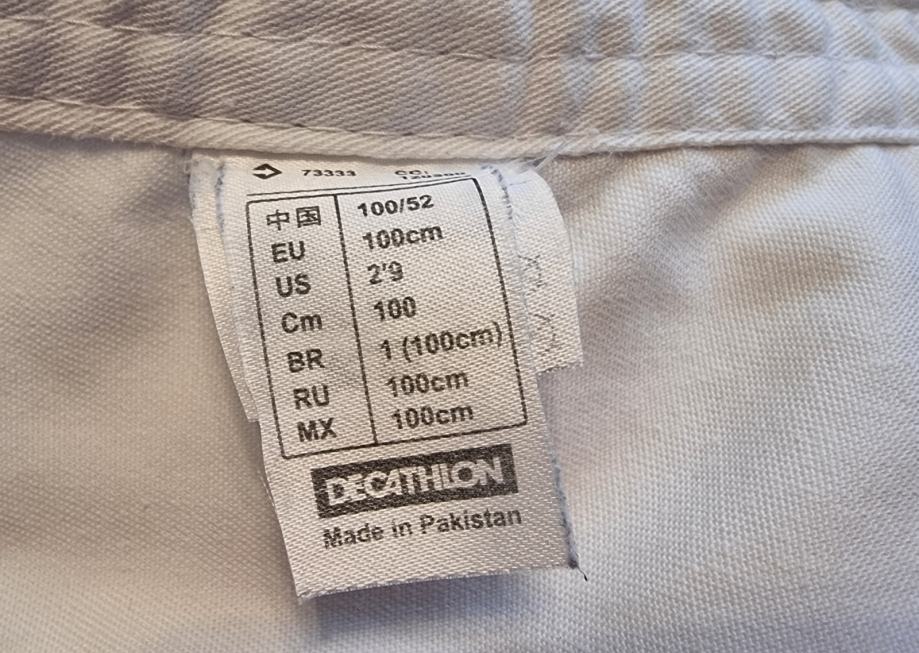 73333 CC:
中国 100/52
EU 100cm
US 2'9
Cm 100
BR 1 (100cm)
RU 100cm
MX 100cm
DECATHLON
Made in Pakistan